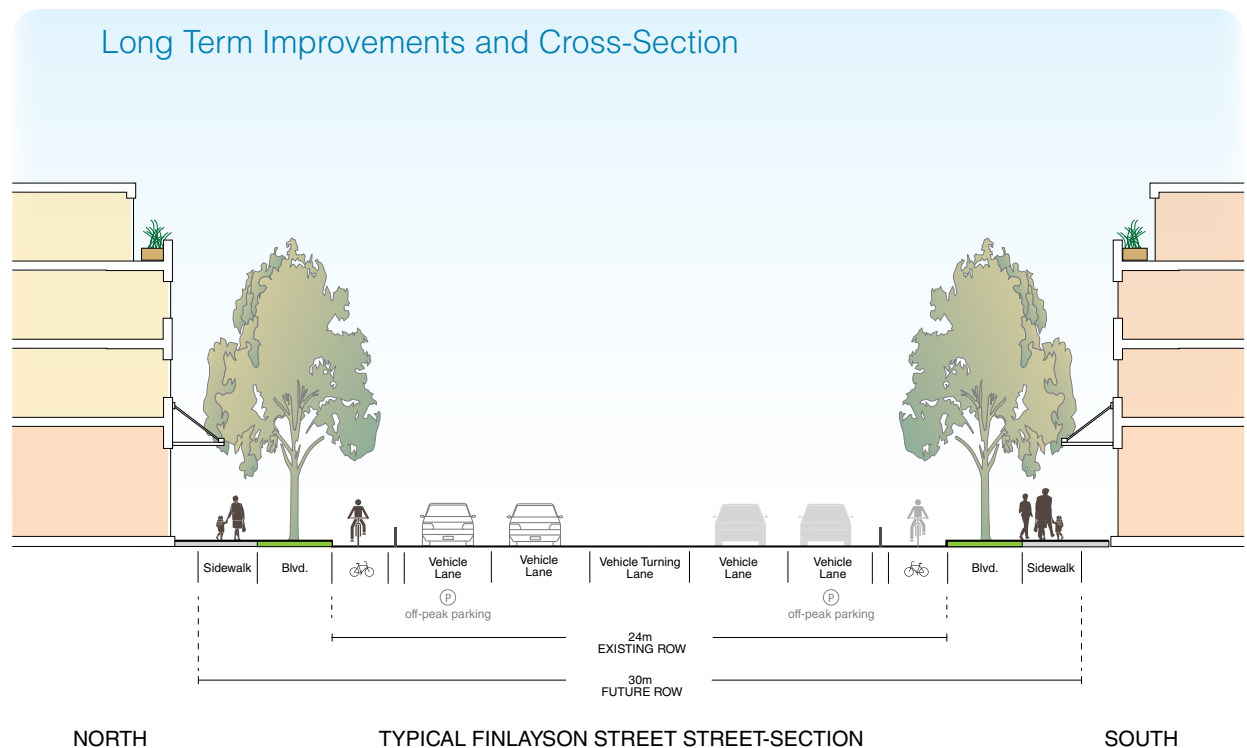 Long Term Improvements and Cross-Section
Sidewalk
Blvd.
Vehicle
Lane
Vehicle
Lane
Vehicle Turning
Lane
Vehicle
Lane
Vehicle
Lane
Blvd.
Sidewalk
P
off-peak parking
P
off-peak parking
24m
EXISTING ROW
30m
FUTURE ROW
NORTH
TYPICAL FINLAYSON STREET STREET-SECTION
SOUTH